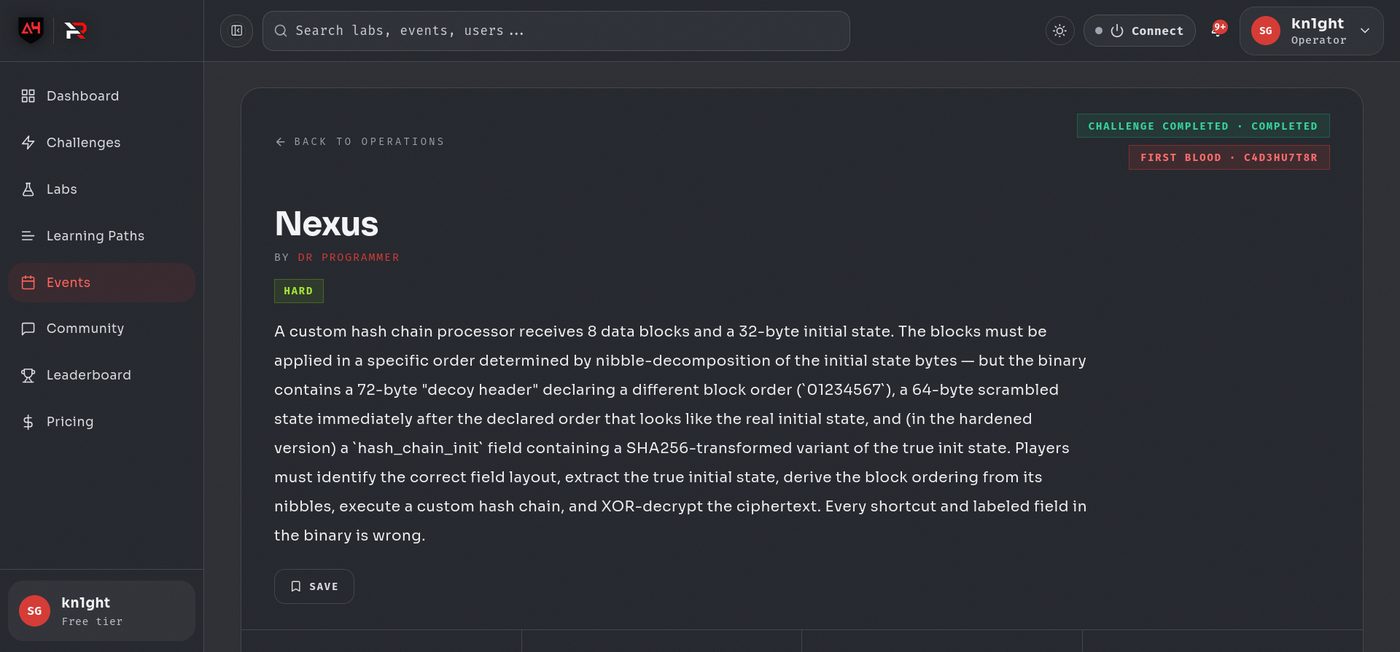 AH
R
Search labs, events, users...
Connect
9+
SG
kn1ght
Operator
Dashboard
Challenges
Labs
Learning Paths
Events
Community
Leaderboard
Pricing
SG
kn1ght
Free tier
BACK TO OPERATIONS
CHALLENGE COMPLETED · COMPLETED
FIRST BLOOD · C4D3HU7T8R
Nexus
BY DR PROGRAMMER
HARD
A custom hash chain processor receives 8 data blocks and a 32-byte initial state. The blocks must be
applied in a specific order determined by nibble-decomposition of the initial state bytes — but the binary
contains a 72-byte "decoy header" declaring a different block order (`01234567`), a 64-byte scrambled
state immediately after the declared order that looks like the real initial state, and (in the hardened
version) a `hash_chain_init` field containing a SHA256-transformed variant of the true init state. Players
must identify the correct field layout, extract the true initial state, derive the block ordering from its
nibbles, execute a custom hash chain, and XOR-decrypt the ciphertext. Every shortcut and labeled field in
the binary is wrong.
SAVE